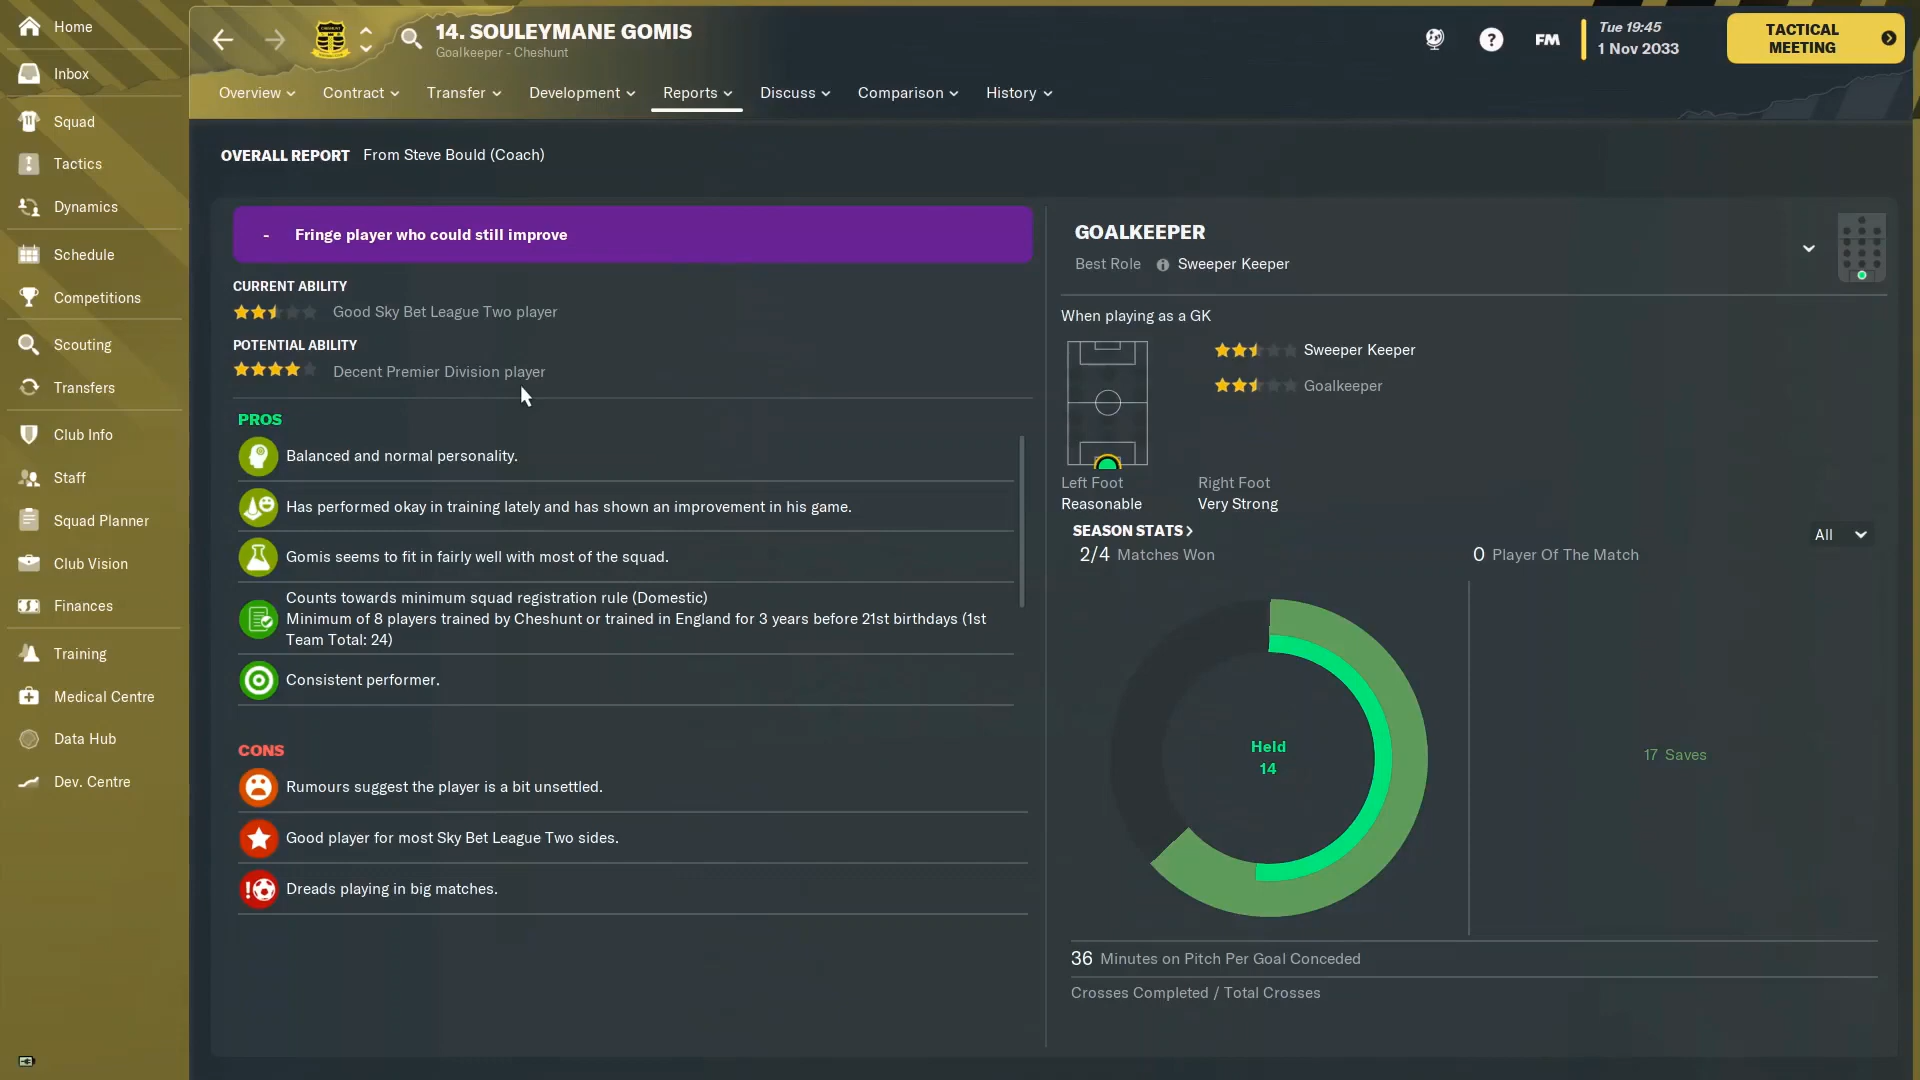 Home
Inbox
Squad
Tactics
Dynamics
Schedule
Competitions
Scouting
Transfers
Club Info
Staff
Squad Planner
Club Vision
Finances
Training
Medical Centre
Data Hub
Dev. Centre
14. SOULEYMANE GOMIS
Goalkeeper - Cheshunt
FM
Tue 19:45
1 Nov 2033
TACTICAL
MEETING
Overview
Contract
Transfer
Development
Reports
Discuss
Comparison
History
OVERALL REPORT From Steve Bould (Coach)
- Fringe player who could still improve
CURRENT ABILITY
Good Sky Bet League Two player
POTENTIAL ABILITY
Decent Premier Division player
PROS
Balanced and normal personality.
Has performed okay in training lately and has shown an improvement in his game.
Gomis seems to fit in fairly well with most of the squad.
Counts towards minimum squad registration rule (Domestic)
Minimum of 8 players trained by Cheshunt or trained in England for 3 years before 21st birthdays (1st
Team Total: 24)
Consistent performer.
CONS
Rumours suggest the player is a bit unsettled.
Good player for most Sky Bet League Two sides.
Dreads playing in big matches.
GOALKEEPER
Best Role Sweeper Keeper
When playing as a GK
Sweeper Keeper
Goalkeeper
Left Foot Right Foot
Reasonable Very Strong
SEASON STATS
All
2/4 Matches Won
0 Player Of The Match
Held
14
17 Saves
36 Minutes on Pitch Per Goal Conceded
Crosses Completed / Total Crosses